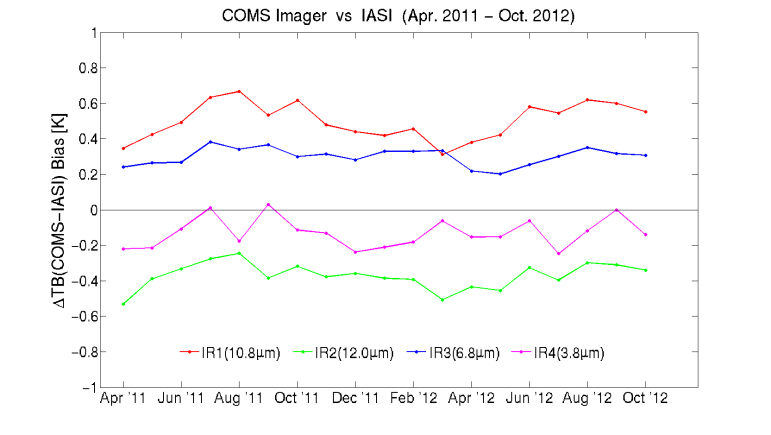 COMS Imager vs IASI (Apr. 2011 − Oct. 2012)
ΔTB(COMS−IASI) Bias [K]
1
0.8
0.6
0.4
0.2
0
−0.2
−0.4
−0.6
−0.8
−1
IR1(10.8μm) IR2(12.0μm) IR3(6.8μm) IR4(3.8μm)
Apr '11 Jun '11 Aug '11 Oct '11 Dec '11 Feb '12 Apr '12 Jun '12 Aug '12 Oct '12